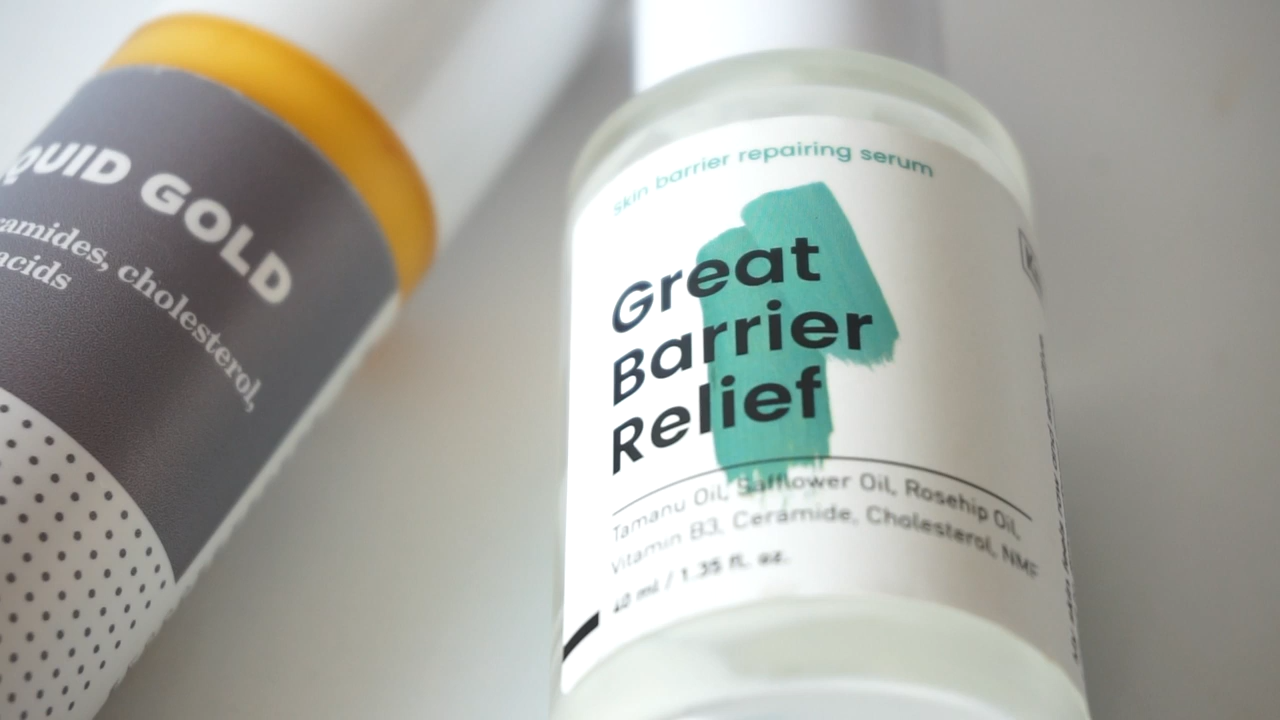 QUID GOLD
amides, cholesterol,
acids
Skin barrier repairing serum
Great
Barrier
Relief
Tamanu Oil, Safflower Oil, Rosehip Oil,
Vitamin B3, Ceramide, Cholesterol, NMF
40 ml / 1.35 fl. oz.